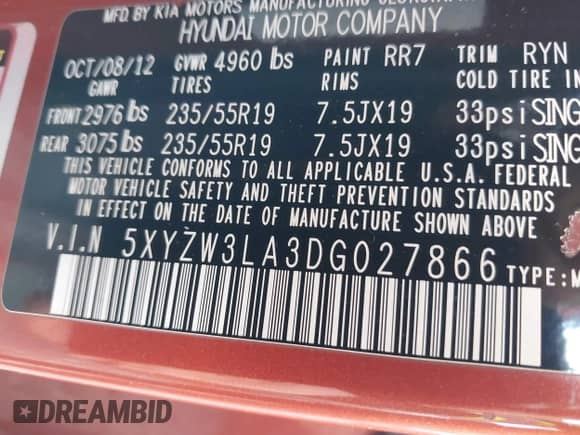 MFD. BY KIA MOTORS MANUFACTURING
HYUNDAI MOTOR COMPANY
OCT/08/12 GVWR 4960 lbs PAINT RR7 TRIM RYN
GAWR TIRES RIMS COLD TIRE IN
FRONT 2976 lbs 235/55R19 7.5JX19 33psi SING
REAR 3075 lbs 235/55R19 7.5JX19 33psi SING
THIS VEHICLE CONFORMS TO ALL APPLICABLE U.S.A. FEDERAL
MOTOR VEHICLE SAFETY AND THEFT PREVENTION STANDARDS
IN EFFECT ON THE DATE OF MANUFACTURE SHOWN ABOVE
V.I.N 5XYZW3LA3DG027866 TYPE:M
DREAMBID